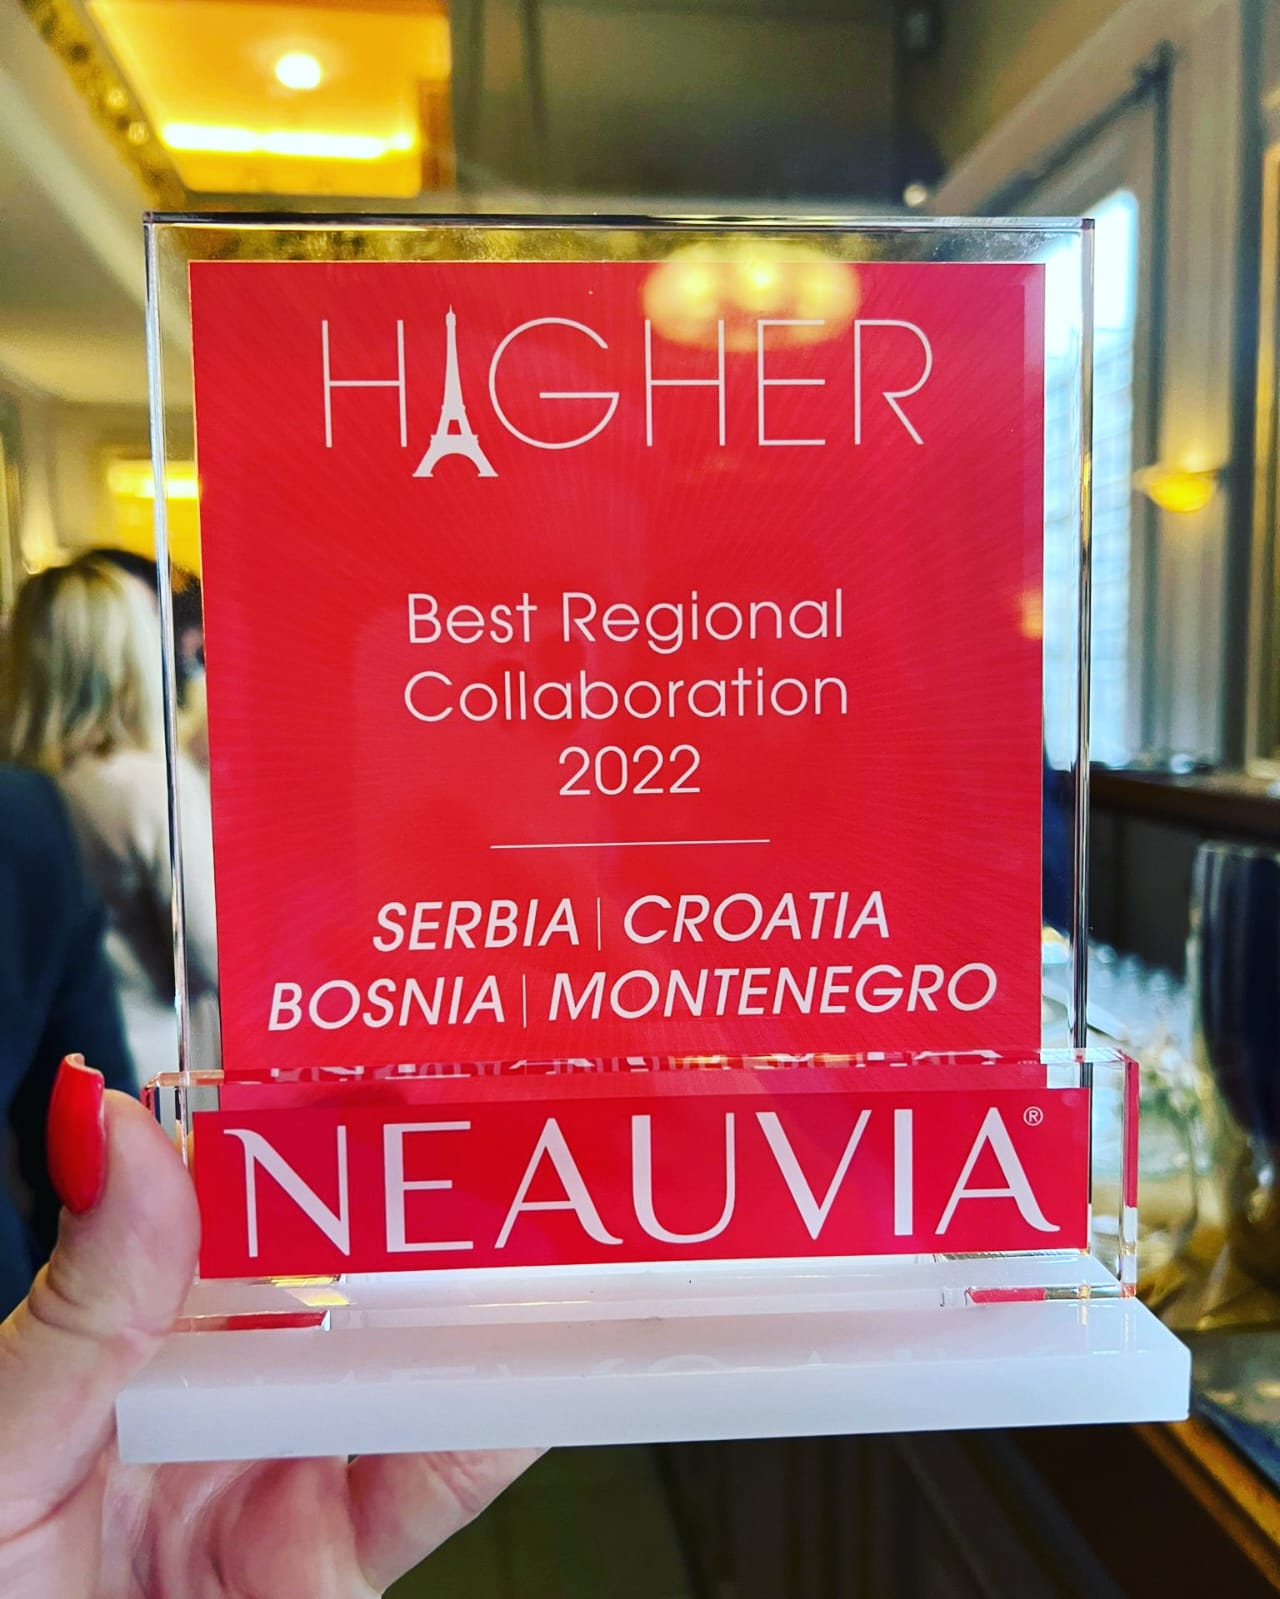 HIGHER
Best Regional
Collaboration
2022
SERBIA | CROATIA
BOSNIA | MONTENEGRO
NEAUVIA®